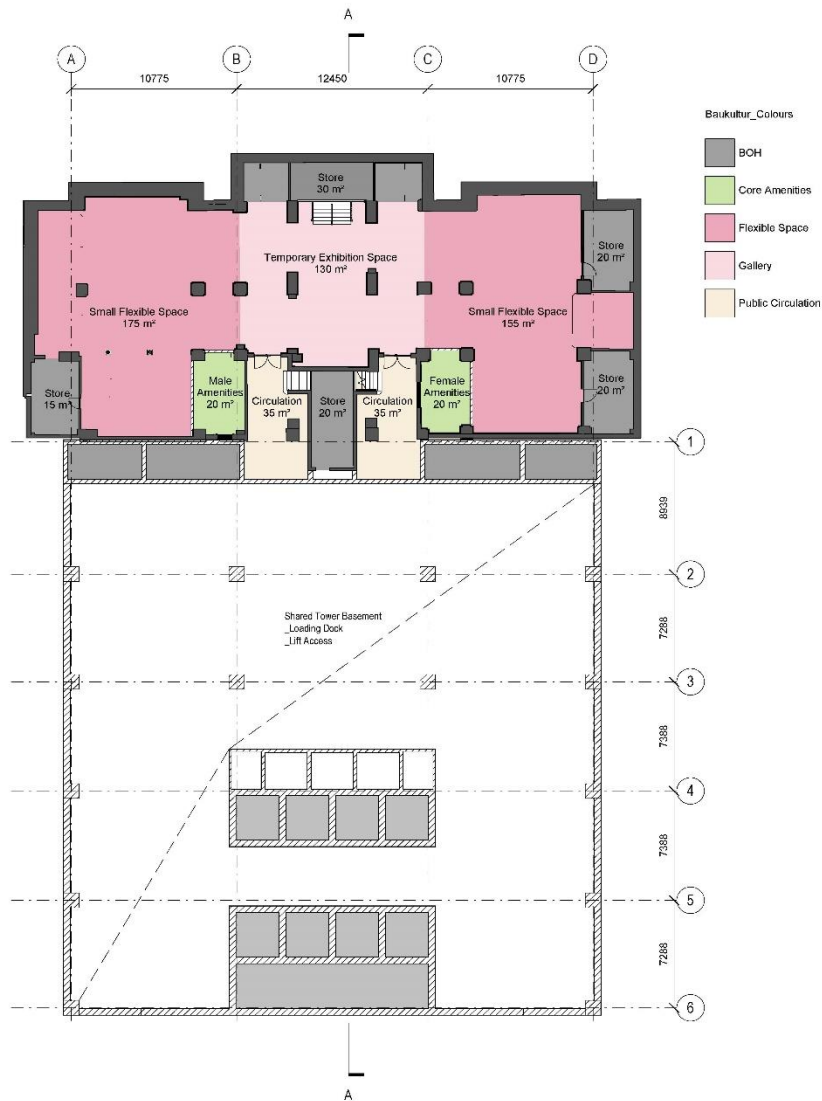 A
A
B
C
D
10775
12450
10775
Baukultur_Colours
BOH
Core Amenities
Flexible Space
Gallery
Public Circulation
Store
30 m²
Store
20 m²
Temporary Exhibition Space
130 m²
Small Flexible Space
175 m²
Small Flexible Space
155 m²
Store
15 m²
Male
Amenities
20 m²
Circulation
35 m²
Store
20 m²
Circulation
35 m²
Female
Amenities
20 m²
Store
20 m²
1
8939
2
Shared Tower Basement
_Loading Dock
_Lift Access
7288
3
7388
4
7388
5
7288
6
A